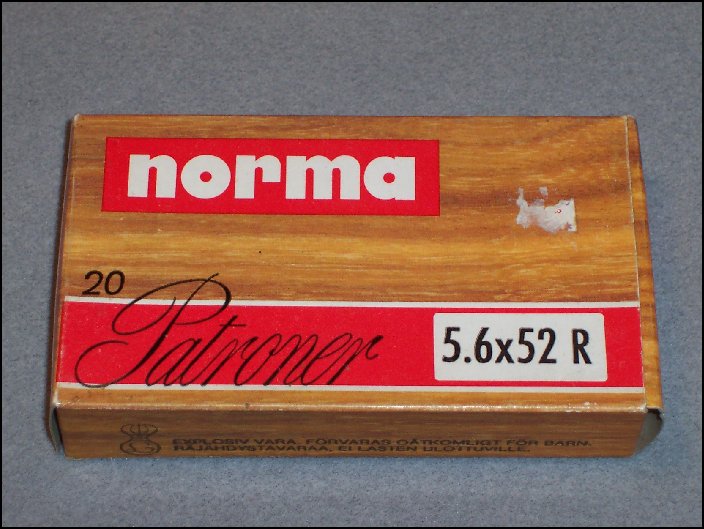 norma
20
Patroner
5.6x52 R
EXPLOSIV VARA. FÖRVARAS OÅTKOMLIGT FÖR BARN.
RÄJÄHDYSTAVARAA, EI LASTEN ULOTTUVILLE.